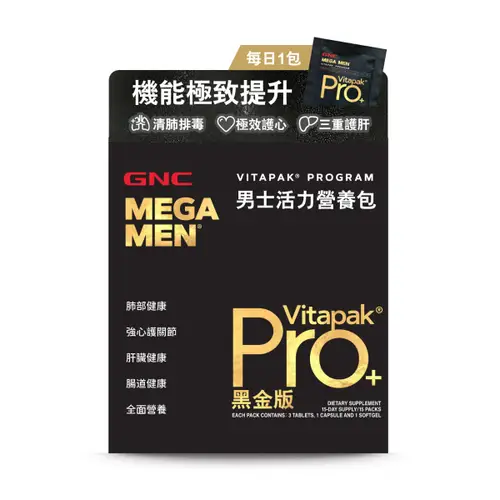 每日1包
GNC
MEGA MEN
Vitapak®
Pro+
機能極致提升
清肺排毒 極效護心 三重護肝
GNC
MEGA
MEN®
VITAPAK® PROGRAM
男士活力營養包
肺部健康
強心護關節
肝臟健康
腸道健康
全面營養
Vitapak®
Pro+
黑金版
DIETARY SUPPLEMENT
15-DAY SUPPLY/15 PACKS
EACH PACK CONTAINS: 3 TABLETS, 1 CAPSULE AND 1 SOFTGEL